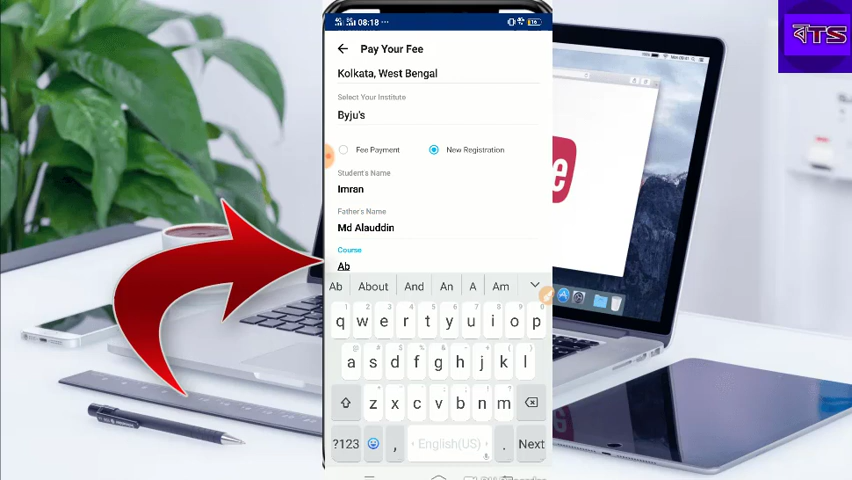 08:18
বTS
Pay Your Fee
Kolkata, West Bengal
Select Your Institute
Byju's
Fee Payment
New Registration
Student's Name
Imran
Father's Name
Md Alauddin
Course
Ab
Ab About And An A Am
q w e r t y u i o p
a s d f g h j k l
z x c v b n m
?123 , English(US) . Next